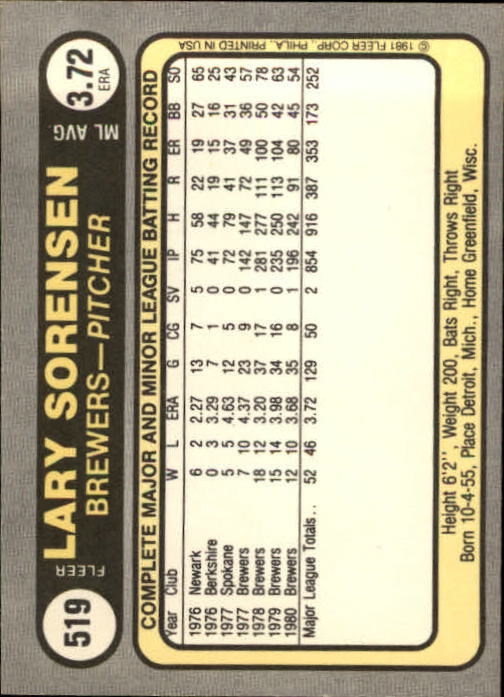 519
FLEER
LARY SORENSEN
BREWERS—PITCHER
ML AVG.
3.72
ERA
COMPLETE MAJOR AND MINOR LEAGUE BATTING RECORD
Year Club W L ERA G CG SV IP H R ER BB SO
1976 Newark 6 2 2.27 13 7 5 75 58 22 19 27 65
1976 Berkshire 0 3 3.29 7 1 0 41 44 19 15 16 25
1977 Spokane 5 5 4.63 12 5 0 72 79 41 37 31 43
1977 Brewers 7 10 4.37 23 9 0 142 147 72 49 36 57
1978 Brewers 18 12 3.20 37 17 1 281 277 111 100 50 78
1979 Brewers 15 14 3.98 34 16 0 235 250 113 104 42 63
1980 Brewers 12 10 3.68 35 8 1 196 242 91 80 45 54
Major League Totals . . 52 46 3.72 129 50 2 854 916 387 353 173 252
Height 6'2'', Weight 200, Bats Right, Throws Right
Born 10-4-55, Place Detroit, Mich., Home Greenfield, Wisc.
© 1981 FLEER CORP., PHILA., PRINTED IN USA